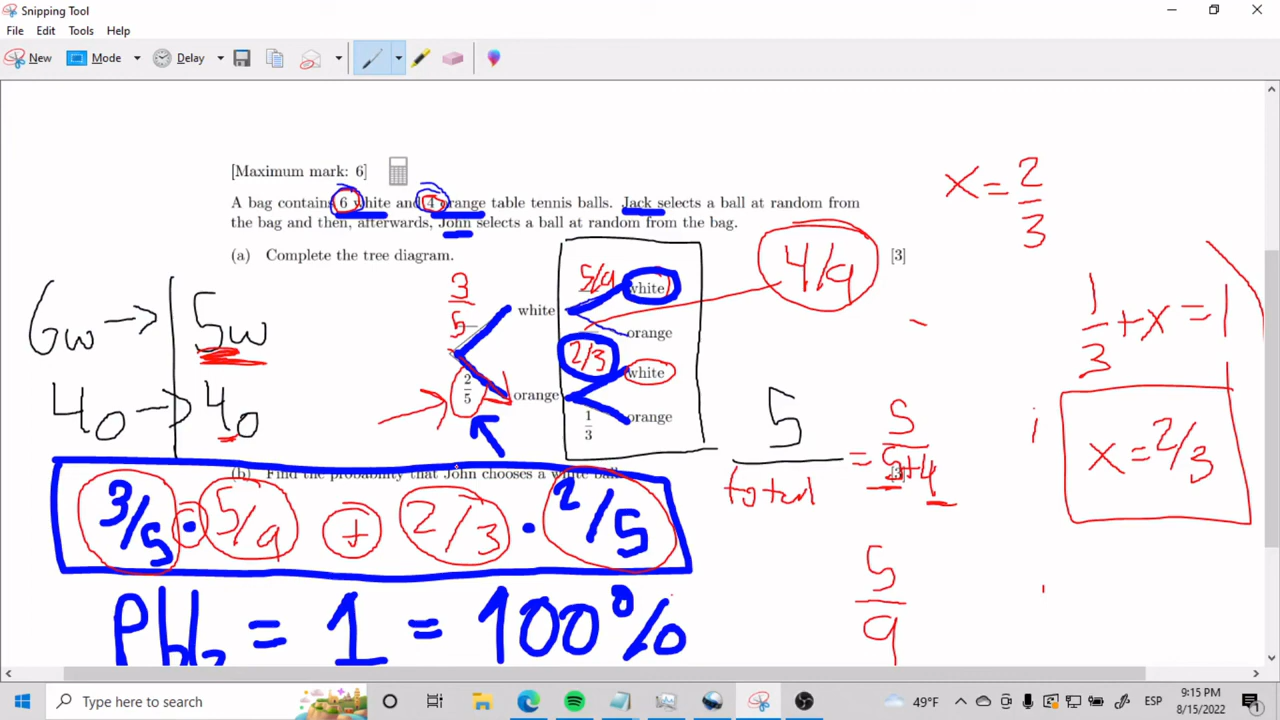 Snipping Tool
File Edit Tools Help
New Mode Delay
[Maximum mark: 6]
A bag contains 6 white and 4 orange table tennis balls. Jack selects a ball at random from
the bag and then, afterwards, John selects a ball at random from the bag.
(a) Complete the tree diagram.
[3]
x = 2/3
4/9
3/5
5/9
white
white
orange
2/3
2/5
orange
white
1/3
orange
6w → 5w
4o → 4o
1/3 + x = 1
x = 2/3
5/total = 5/5+4
5/9
(b) Find the probability that John chooses a white ball
[3]
3/5 · 5/9 + 2/3 · 2/5
Pbb = 1 = 100%
Type here to search
49°F
ESP
9:15 PM
8/15/2022
1